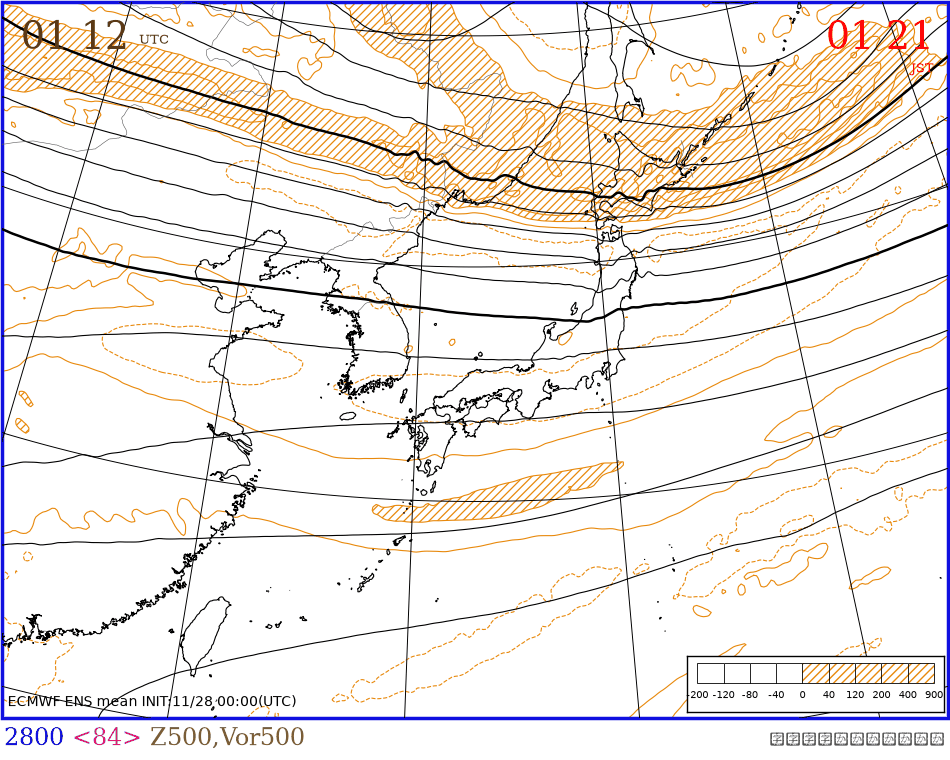 01 12 UTC
01 21
JST
-200 -120 -80 -40 0 40 120 200 400 900
ECMWF ENS mean INIT:11/28 00:00(UTC)
2800 <84> Z500,Vor500